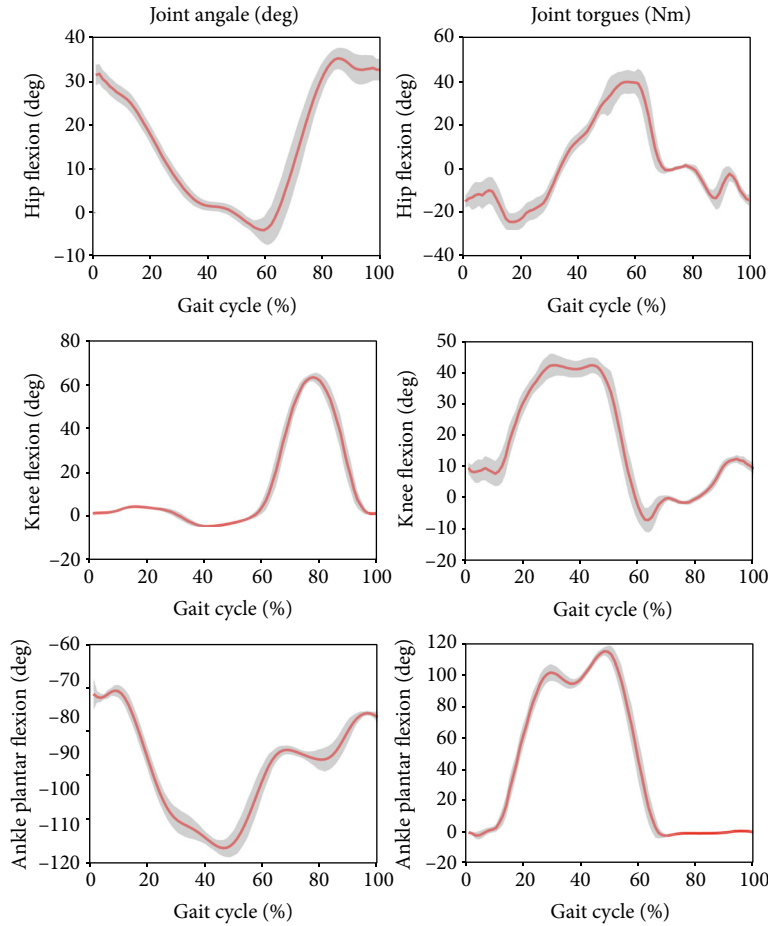 Joint angale (deg)
Joint torgues (Nm)
Hip flexion (deg)
40
30
20
10
0
−10
0 20 40 60 80 100
Gait cycle (%)
Hip flexion (deg)
60
40
20
0
−20
−40
0 20 40 60 80 100
Gait cycle (%)
Knee flexion (deg)
80
60
40
20
0
−20
0 20 40 60 80 100
Gait cycle (%)
Knee flexion (deg)
50
40
30
20
10
0
−10
−20
0 20 40 60 80 100
Gait cycle (%)
Ankle plantar flexion (deg)
−60
−70
−80
−90
−100
−110
−120
0 20 40 60 80 100
Gait cycle (%)
Ankle plantar flexion (deg)
120
100
80
60
40
20
0
−20
0 20 40 60 80 100
Gait cycle (%)